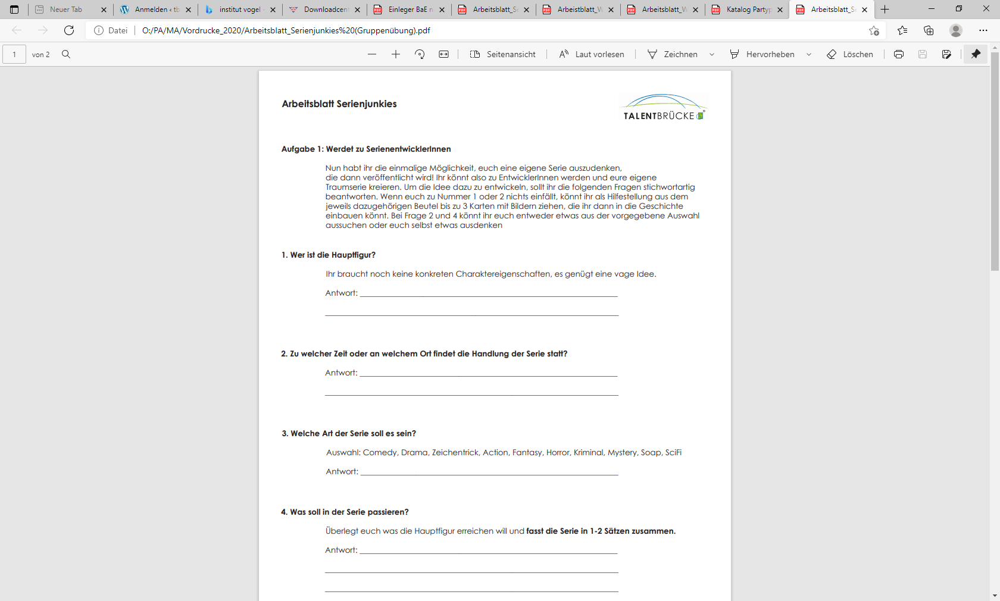 Neuer Tab
Anmelden ‹ tb
institut vogel -
Downloadcent
Einleger BaE n
Arbeitsblatt_Se
Arbeistblatt_W
Arbeitsblatt_W
Katalog Partyp
Arbeitsblatt_Se
Datei
O:/PA/MA/Vordrucke_2020/Arbeitsblatt_Serienjunkies%20(Gruppenübung).pdf
1 von 2
Seitenansicht
Laut vorlesen
Zeichnen
Hervorheben
Löschen
Arbeitsblatt Serienjunkies
TALENTBRÜCKE
Aufgabe 1: Werdet zu SerienentwicklerInnen
Nun habt ihr die einmalige Möglichkeit, euch eine eigene Serie auszudenken,
die dann veröffentlicht wird! Ihr könnt also zu EntwicklerInnen werden und eure eigene
Traumserie kreieren. Um die Idee dazu zu entwickeln, sollt ihr die folgenden Fragen stichwortartig
beantworten. Wenn euch zu Nummer 1 oder 2 nichts einfällt, könnt ihr als Hilfestellung aus dem
jeweils dazugehörigen Beutel bis zu 3 Karten mit Bildern ziehen, die ihr dann in die Geschichte
einbauen könnt. Bei Frage 2 und 4 könnt ihr euch entweder etwas aus der vorgegebene Auswahl
aussuchen oder euch selbst etwas ausdenken
1. Wer ist die Hauptfigur?
Ihr braucht noch keine konkreten Charaktereigenschaften, es genügt eine vage Idee.
Antwort:
2. Zu welcher Zeit oder an welchem Ort findet die Handlung der Serie statt?
Antwort:
3. Welche Art der Serie soll es sein?
Auswahl: Comedy, Drama, Zeichentrick, Action, Fantasy, Horror, Kriminal, Mystery, Soap, SciFi
Antwort:
4. Was soll in der Serie passieren?
Überlegt euch was die Hauptfigur erreichen will und fasst die Serie in 1-2 Sätzen zusammen.
Antwort: